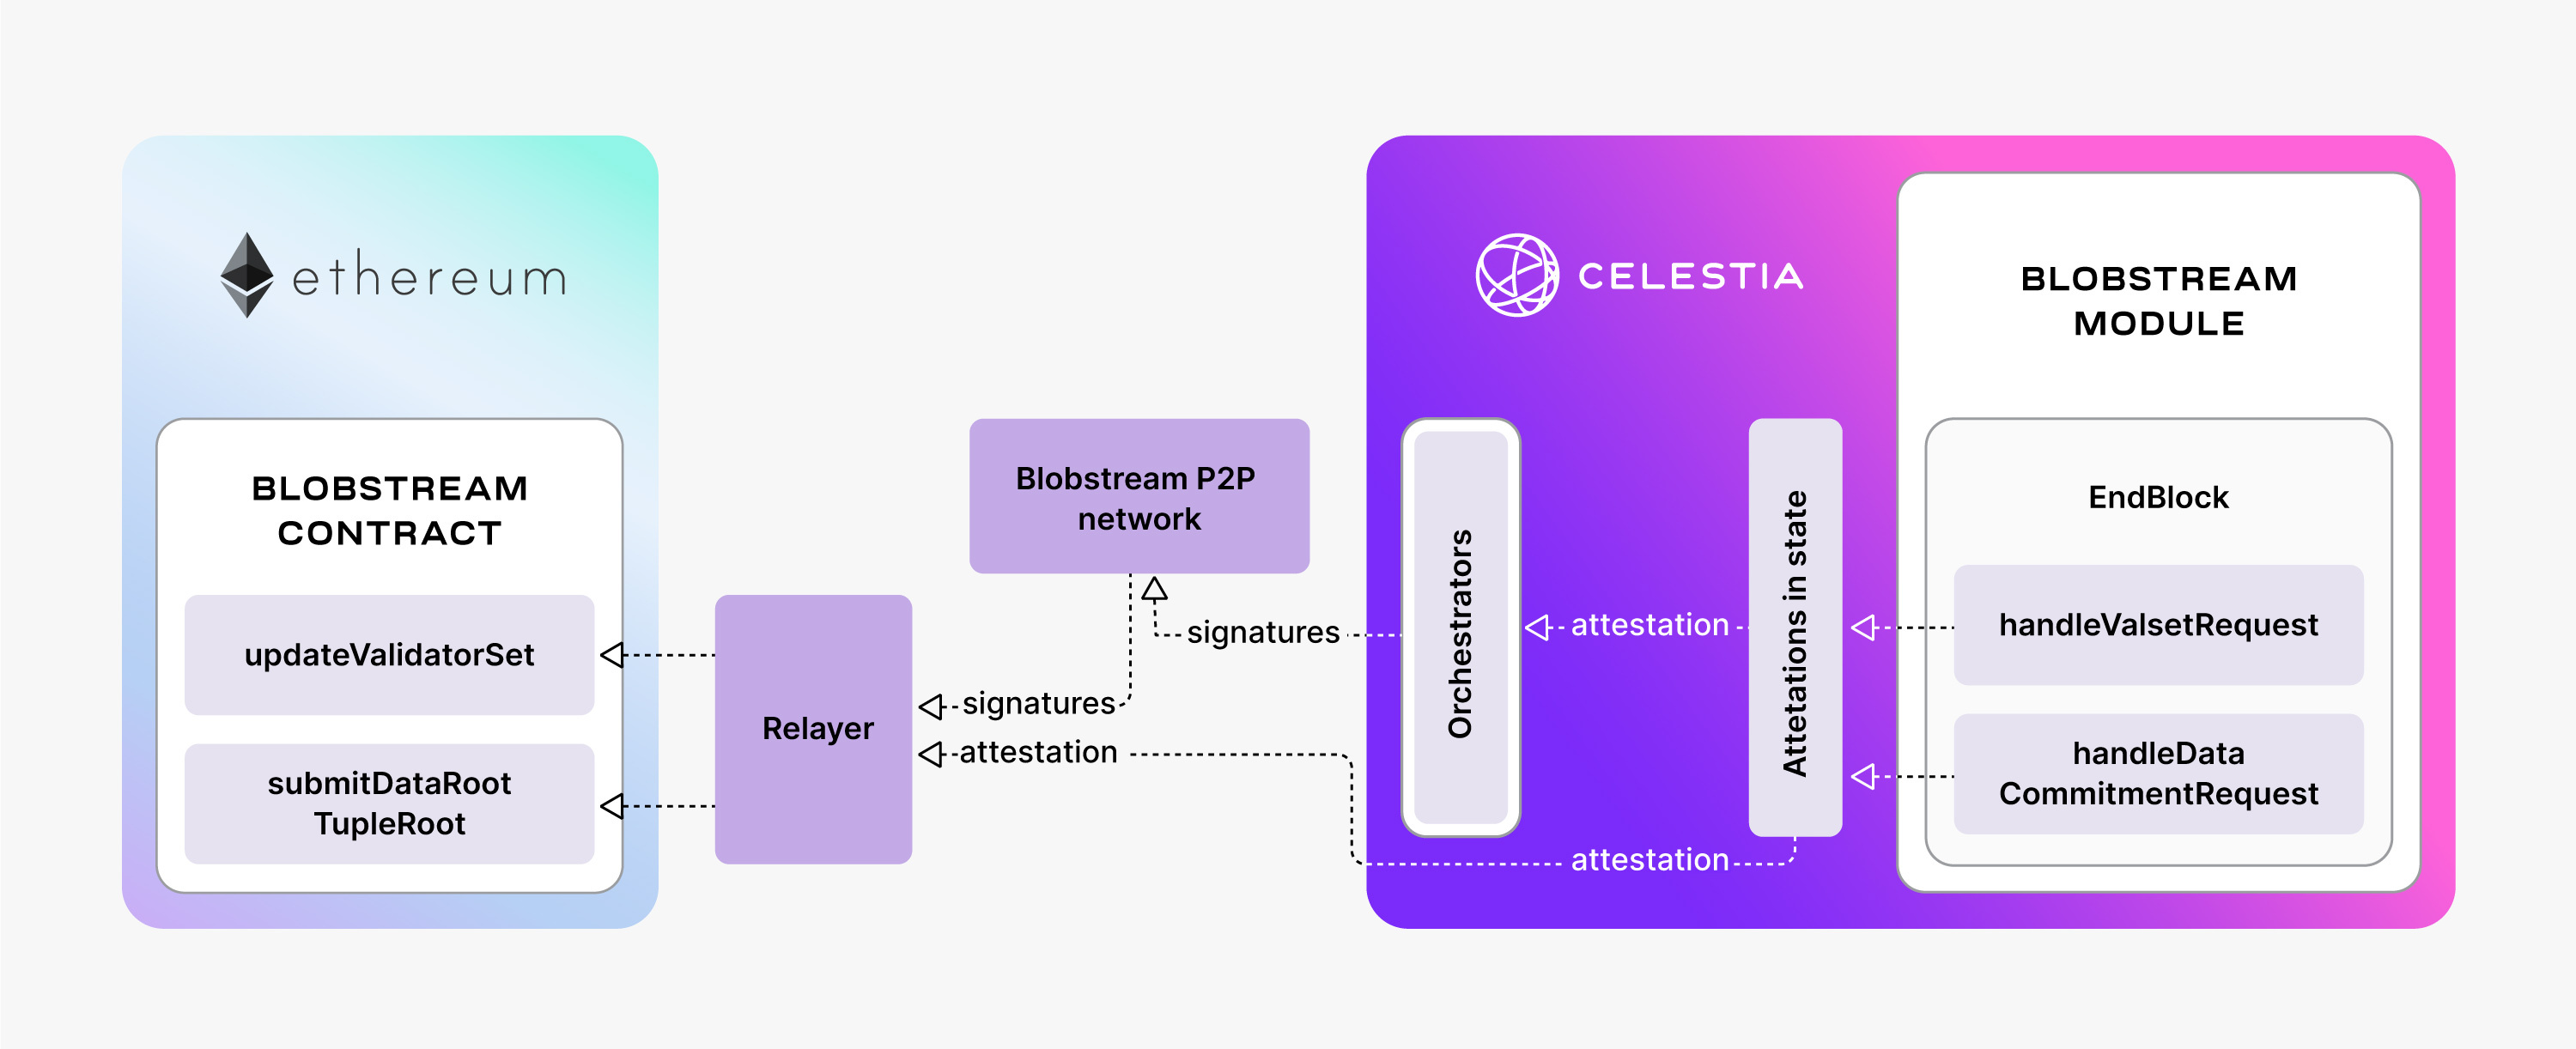 ethereum
BLOBSTREAM
CONTRACT
updateValidatorSet
submitDataRoot
TupleRoot
Relayer
Blobstream P2P
network
signatures
signatures
attestation
CELESTIA
Orchestrators
attestation
attestation
Attetations in state
BLOBSTREAM
MODULE
EndBlock
handleValsetRequest
handleData
CommitmentRequest